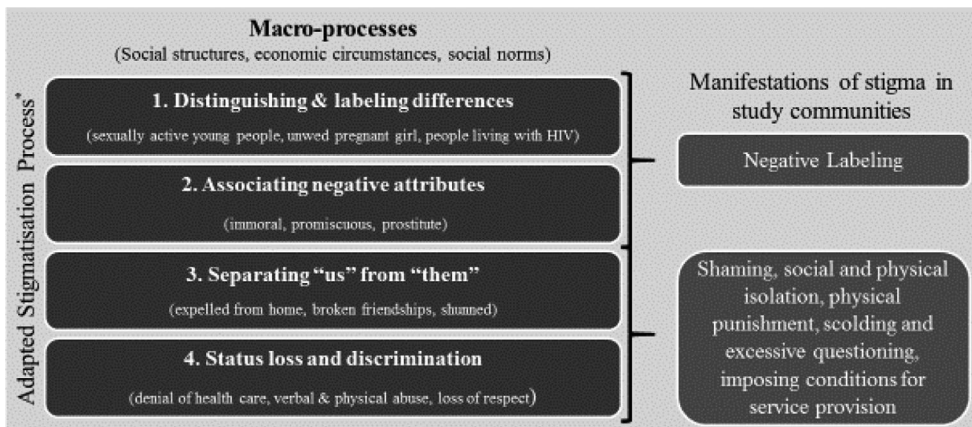 Macro-processes
(Social structures, economic circumstances, social norms)
Adapted Stigmatisation Process*
1. Distinguishing & labeling differences
(sexually active young people, unwed pregnant girl, people living with HIV)
2. Associating negative attributes
(immoral, promiscuous, prostitute)
3. Separating “us” from “them”
(expelled from home, broken friendships, shunned)
4. Status loss and discrimination
(denial of health care, verbal & physical abuse, loss of respect)
Manifestations of stigma in
study communities
Negative Labeling
Shaming, social and physical
isolation, physical
punishment, scolding and
excessive questioning,
imposing conditions for
service provision